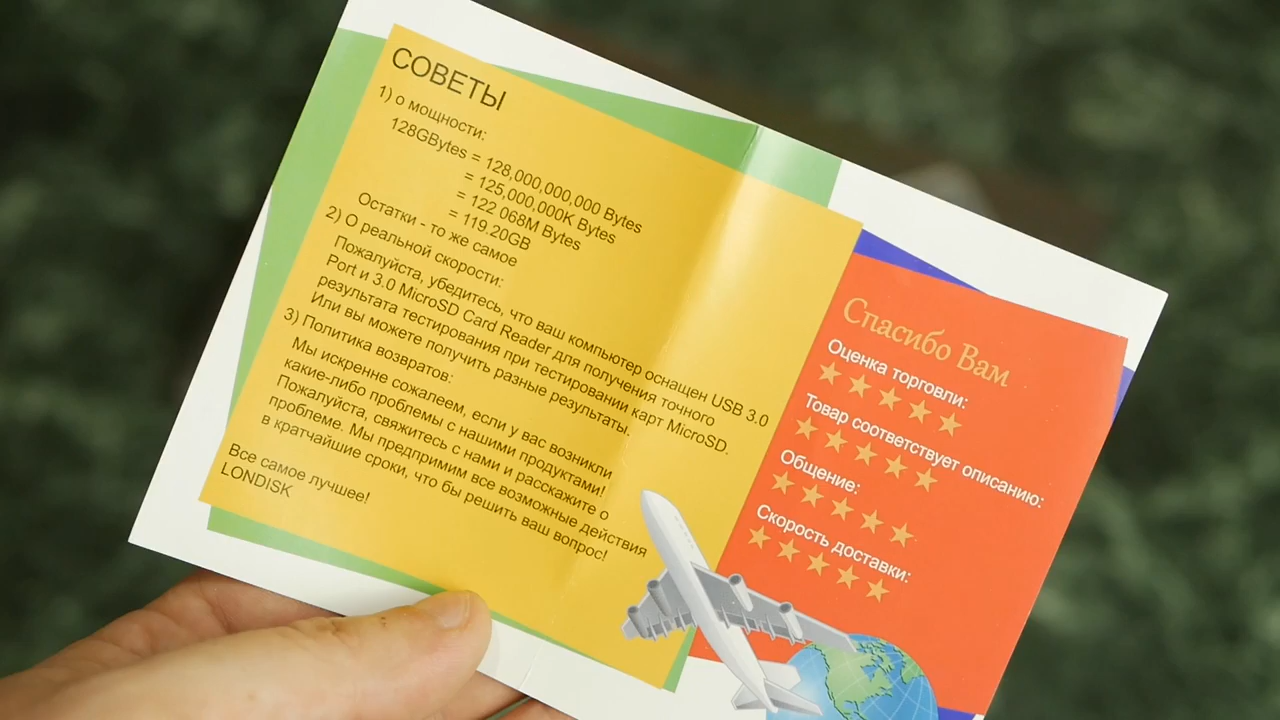 СОВЕТЫ
1) о мощности:
128GBytes = 128,000,000,000 Bytes
= 125,000,000K Bytes
= 122 068M Bytes
= 119.20GB
Остатки - то же самое
2) О реальной скорости:
Пожалуйста, убедитесь, что ваш компьютер оснащен USB 3.0
Port и 3.0 MicroSD Card Reader для получения точного
результата тестирования при тестировании карт MicroSD.
Или вы можете получить разные результаты.
3) Политика возвратов:
Мы искренне сожалеем, если у вас возникли
какие-либо проблемы с нашими продуктами!
Пожалуйста, свяжитесь с нами и расскажите о
проблеме. Мы предпримим все возможные действия
в кратчайшие сроки, что бы решить ваш вопрос!
Все самое лучшее!
LONDISK
Спасибо Вам
Оценка торговли:
Товар соответствует описанию:
Общение:
Скорость доставки: